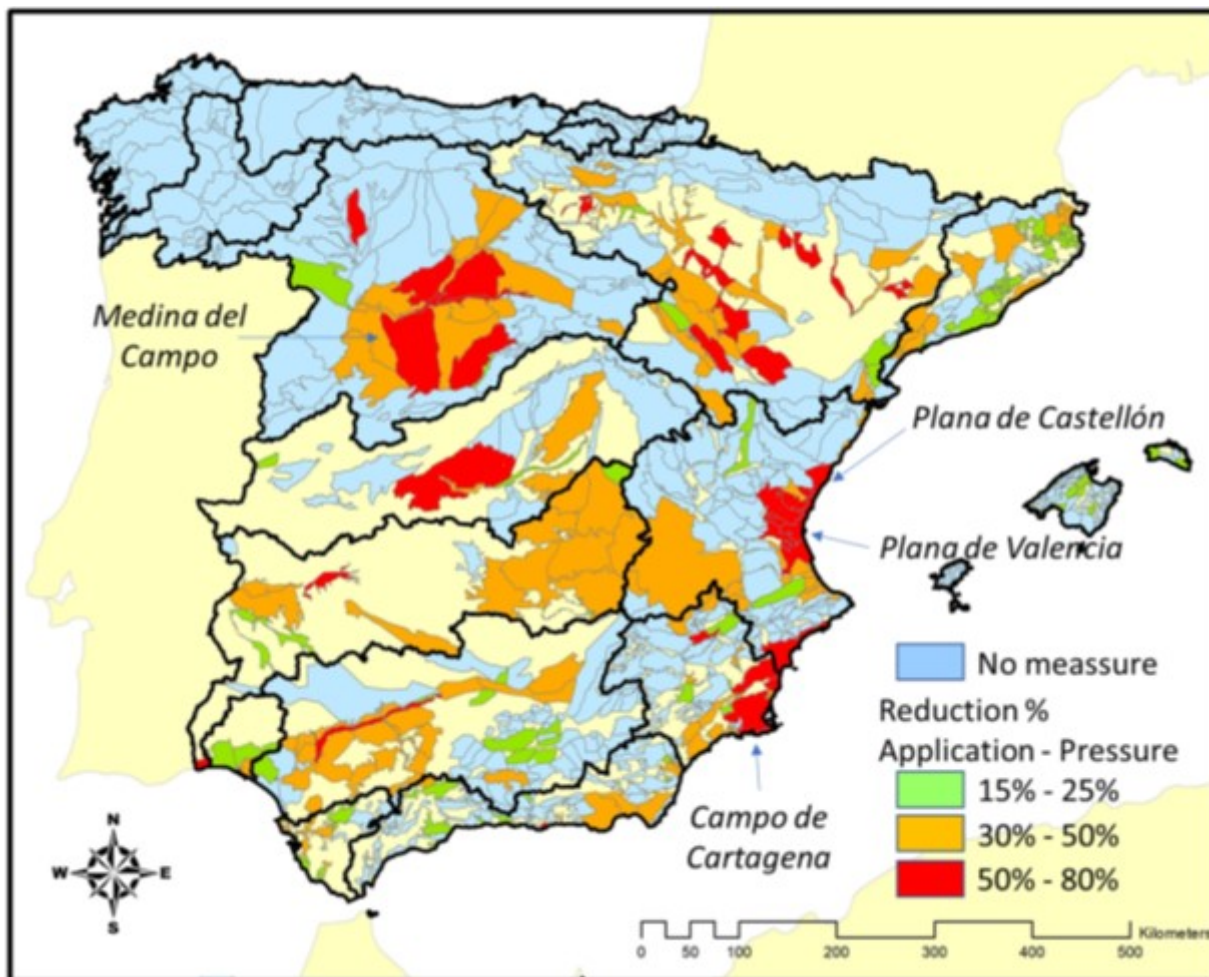 Medina del
Campo
Plana de Castellón
Plana de Valencia
No meassure
Reduction %
Application - Pressure
15% - 25%
30% - 50%
50% - 80%
Campo de
Cartagena
N
W E
S
Kilometers
0 50 100 200 300 400 500